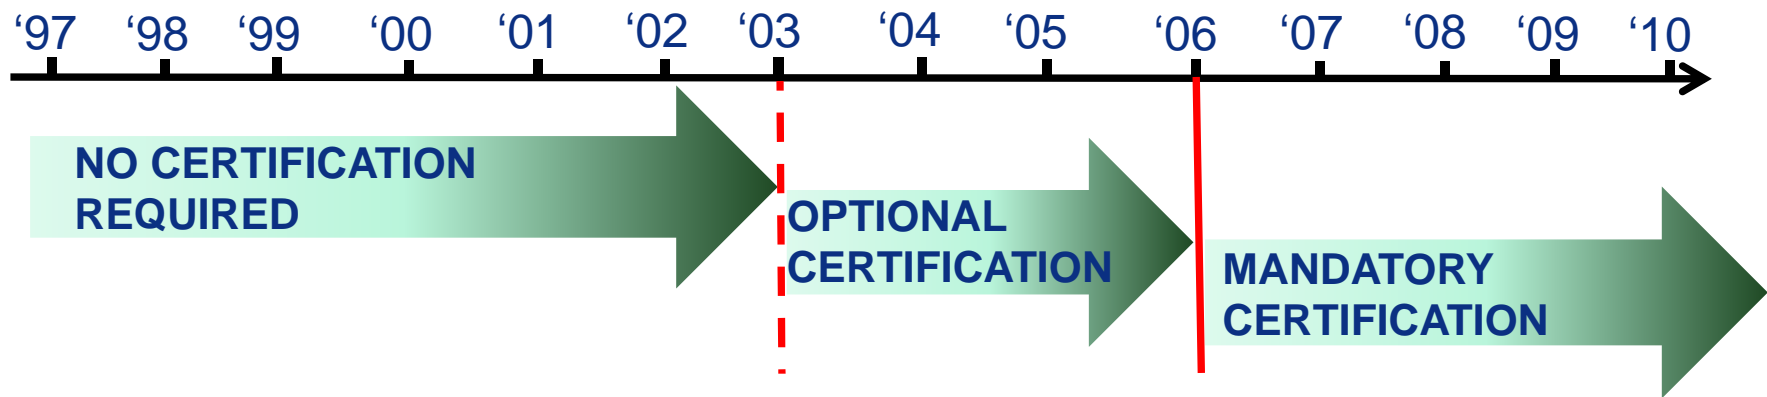 ‘97 ‘98 ‘99 ‘00 ‘01 ‘02 ‘03 ‘04 ‘05 ‘06 ‘07 ‘08 ‘09 ‘10
NO CERTIFICATION
REQUIRED
OPTIONAL
CERTIFICATION
MANDATORY
CERTIFICATION